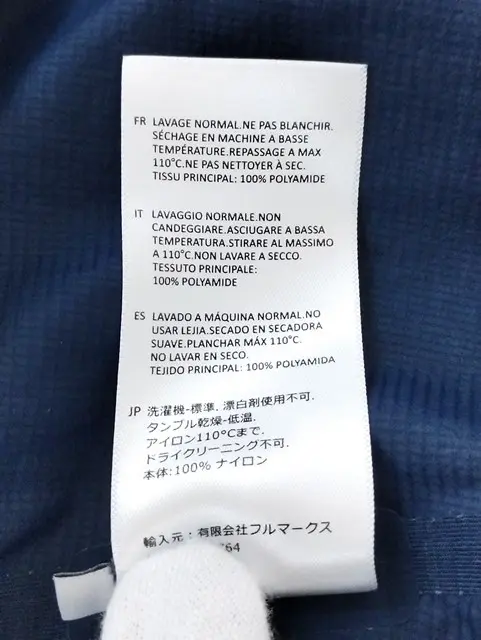 FR LAVAGE NORMAL.NE PAS BLANCHIR.
SÉCHAGE EN MACHINE A BASSE
TEMPÉRATURE.REPASSAGE A MAX
110°C.NE PAS NETTOYER À SEC.
TISSU PRINCIPAL: 100% POLYAMIDE
IT LAVAGGIO NORMALE.NON
CANDEGGIARE.ASCIUGARE A BASSA
TEMPERATURA.STIRARE AL MASSIMO
A 110°C.NON LAVARE A SECCO.
TESSUTO PRINCIPALE:
100% POLYAMIDE
ES LAVADO A MÁQUINA NORMAL.NO
USAR LEJIA.SECADO EN SECADORA
SUAVE.PLANCHAR MÁX 110°C.
NO LAVAR EN SECO.
TEJIDO PRINCIPAL: 100% POLYAMIDA
JP 洗濯機-標準. 漂白剤使用不可.
タンブル乾燥-低温.
アイロン110°Cまで.
ドライクリーニング不可.
本体:100% ナイロン
輸入元：有限会社フルマークス
64